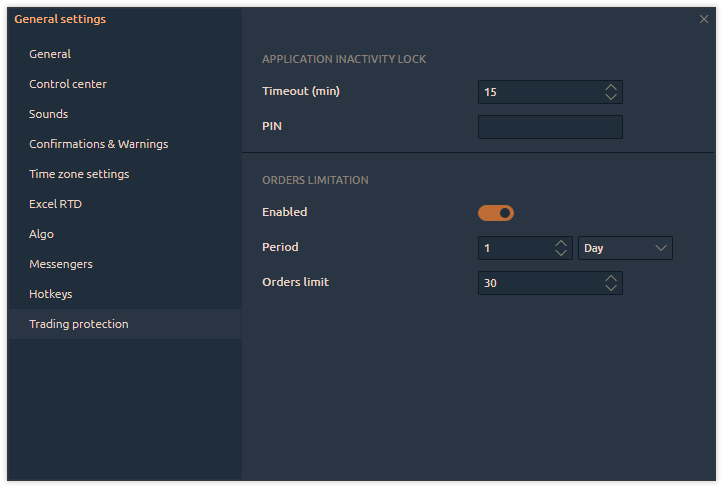 General settings
General
Control center
Sounds
Confirmations & Warnings
Time zone settings
Excel RTD
Algo
Messengers
Hotkeys
Trading protection
APPLICATION INACTIVITY LOCK
Timeout (min) 15
PIN
ORDERS LIMITATION
Enabled
Period 1 Day
Orders limit 30